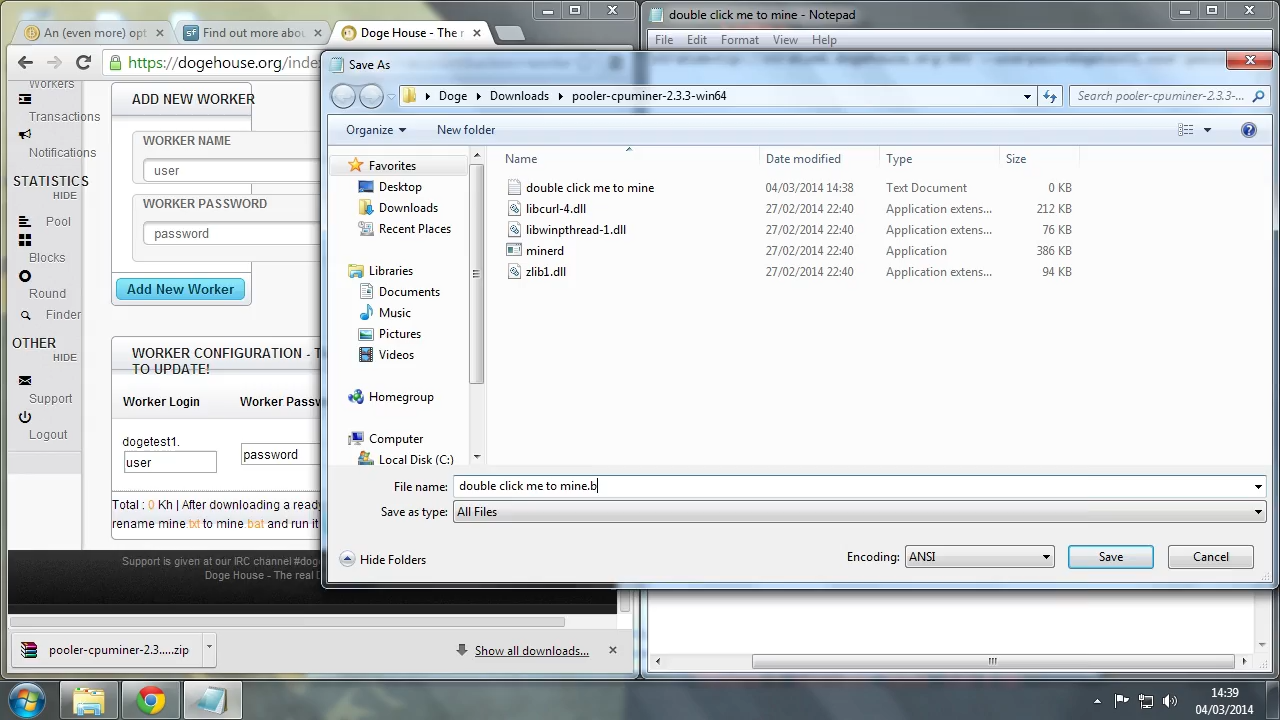 An (even more) opt
Find out more abou
Doge House - The r
https://dogehouse.org/inde
Workers
Transactions
Notifications
STATISTICS
HIDE
Pool
Blocks
Round
Finder
OTHER
HIDE
Support
Logout
ADD NEW WORKER
WORKER NAME
user
WORKER PASSWORD
password
Add New Worker
WORKER CONFIGURATION - T
TO UPDATE!
Worker Login
Worker Passw
dogetest1.
user
password
Total : 0 Kh | After downloading a ready
rename mine txt to mine bat and run it
Support is given at our IRC channel #dog
Doge House - The real D
pooler-cpuminer-2.3.....zip
Show all downloads...
double click me to mine - Notepad
File Edit Format View Help
Save As
Doge Downloads pooler-cpuminer-2.3.3-win64
Search pooler-cpuminer-2.3.3-...
Organize
New folder
Favorites
Desktop
Downloads
Recent Places
Libraries
Documents
Music
Pictures
Videos
Homegroup
Computer
Local Disk (C:)
Name Date modified Type Size
double click me to mine 04/03/2014 14:38 Text Document 0 KB
libcurl-4.dll 27/02/2014 22:40 Application extens... 212 KB
libwinpthread-1.dll 27/02/2014 22:40 Application extens... 76 KB
minerd 27/02/2014 22:40 Application 386 KB
zlib1.dll 27/02/2014 22:40 Application extens... 94 KB
File name: double click me to mine.b
Save as type: All Files
Hide Folders
Encoding: ANSI
Save
Cancel
14:39
04/03/2014